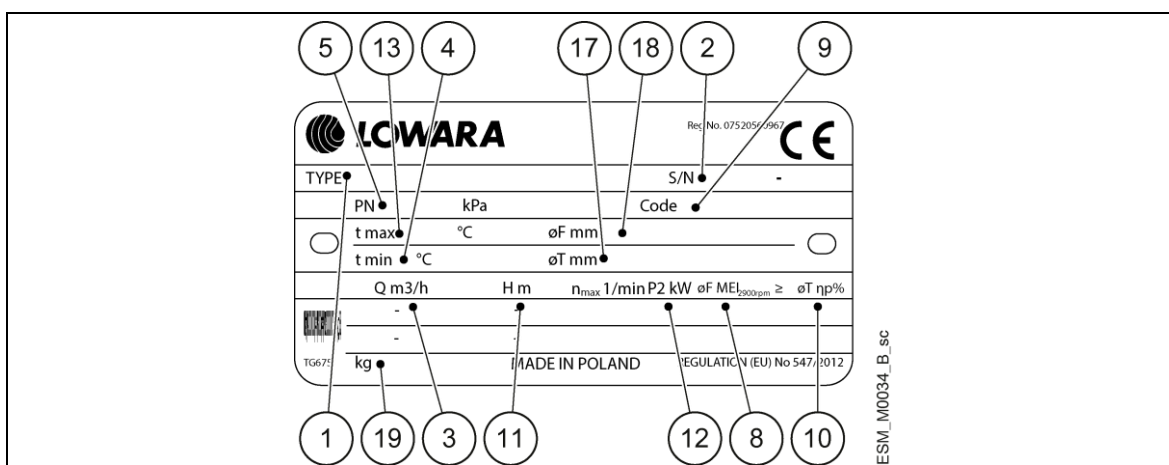 5 13 4 17 18 2 9
LOWARA
Reg. No. 07520560967
CE
TYPE S/N -
PN kPa Code
t max °C øF mm
t min °C øT mm
Q m3/h H m nmax 1/min P2 kW øF MEI2900rpm ≥ øT ηp%
- -
- -
TG675
kg MADE IN POLAND REGULATION (EU) No 547/2012
1 19 3 11 12 8 10
ESM_M0034_B_sc